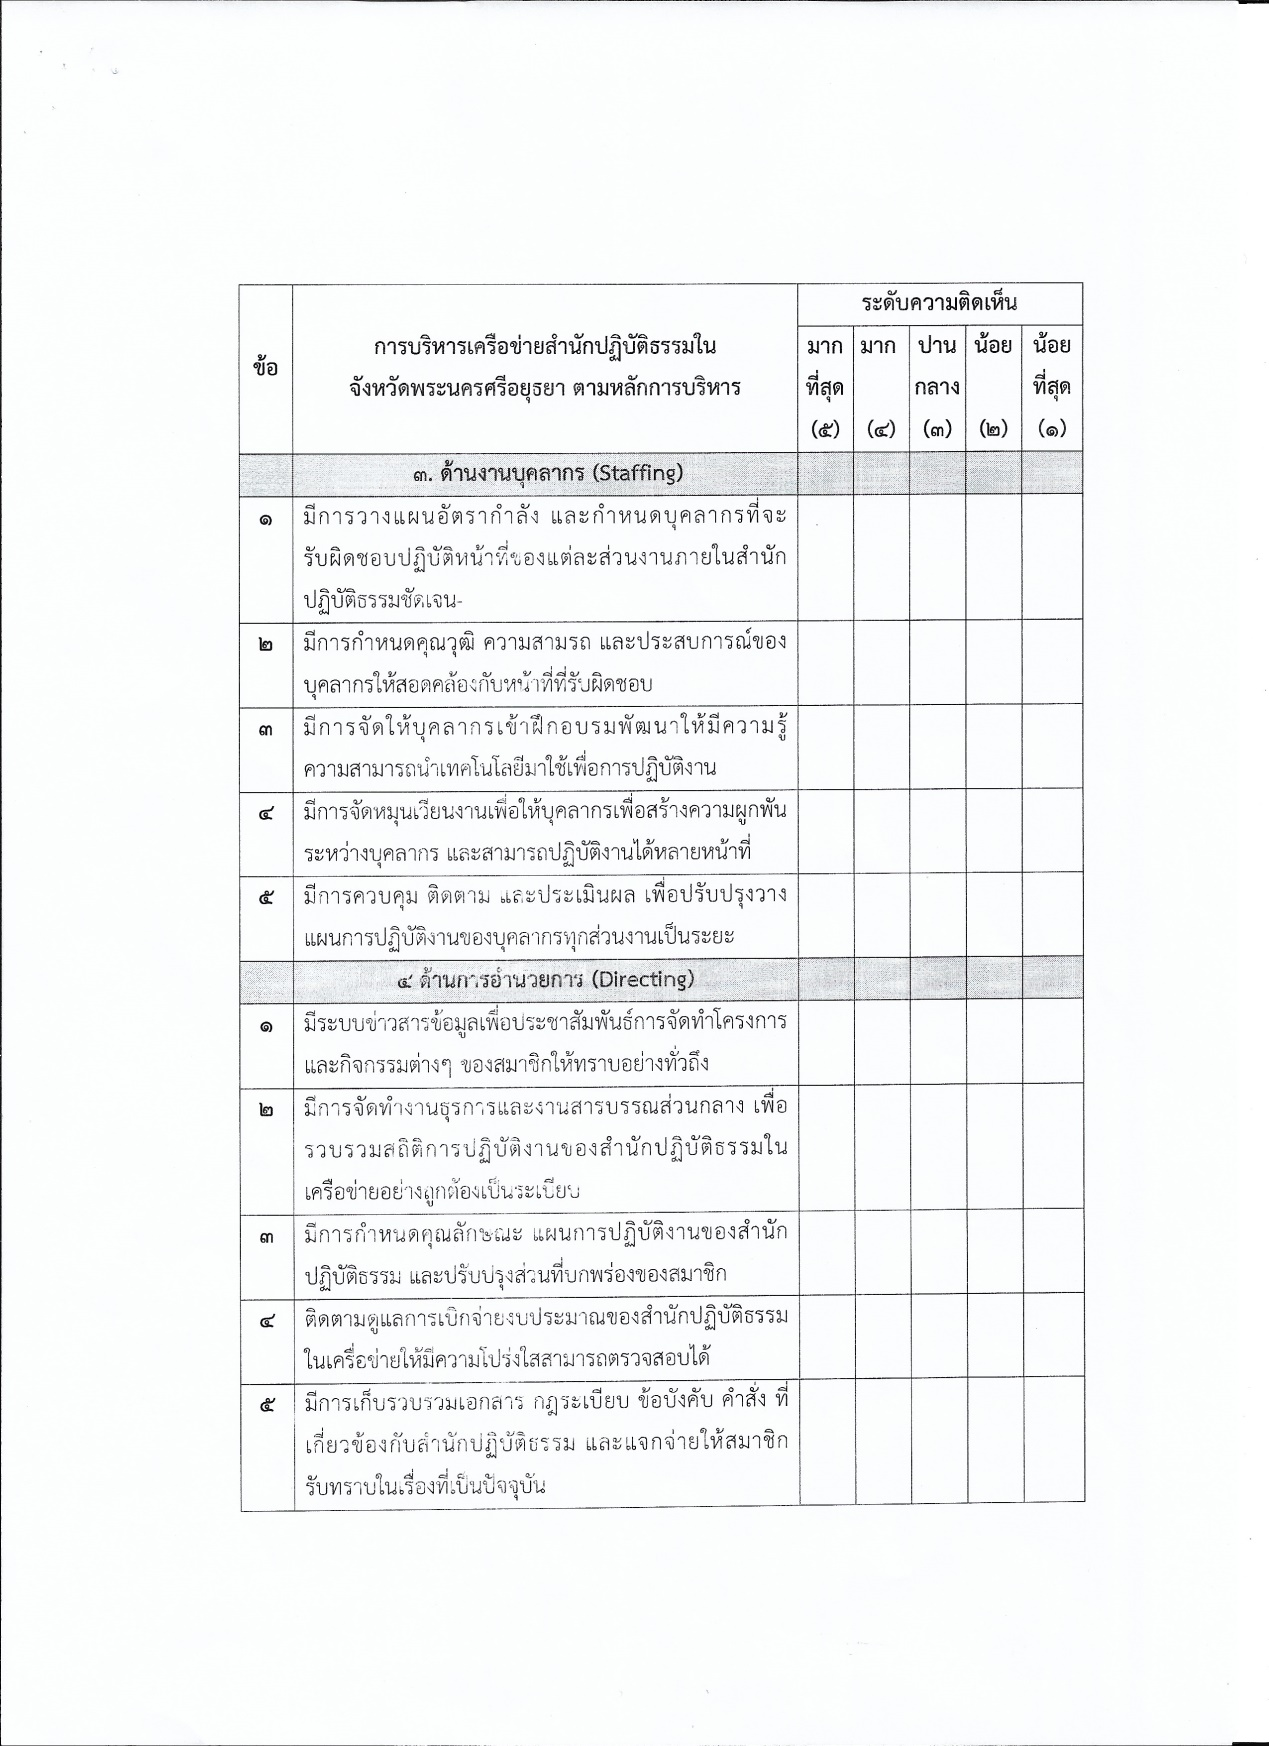 ข้อ
การบริหารเครือข่ายสำนักปฏิบัติธรรมใน
จังหวัดพระนครศรีอยุธยา ตามหลักการบริหาร
ระดับความติดเห็น
มาก
ที่สุด
(๕)
มาก
(๔)
ปาน
กลาง
(๓)
น้อย
(๒)
น้อย
ที่สุด
(๑)
๓. ด้านงานบุคลากร (Staffing)
๑
มีการวางแผนอัตรากำลัง และกำหนดบุคลากรที่จะ
รับผิดชอบปฏิบัติหน้าที่ของแต่ละส่วนงานภายในสำนัก
ปฏิบัติธรรมชัดเจน-
๒
มีการกำหนดคุณวุฒิ ความสามรถ และประสบการณ์ของ
บุคลากรให้สอดคล้องกับหน้าที่ที่รับผิดชอบ
๓
มีการจัดให้บุคลากรเข้าฝึกอบรมพัฒนาให้มีความรู้
ความสามารถนำเทคโนโลยีมาใช้เพื่อการปฏิบัติงาน
๔
มีการจัดหมุนเวียนงานเพื่อให้บุคลากรเพื่อสร้างความผูกพัน
ระหว่างบุคลากร และสามารถปฏิบัติงานได้หลายหน้าที่
๕
มีการควบคุม ติดตาม และประเมินผล เพื่อปรับปรุงวาง
แผนการปฏิบัติงานของบุคลากรทุกส่วนงานเป็นระยะ
๔ ด้านการอำนวยการ (Directing)
๑
มีระบบข่าวสารข้อมูลเพื่อประชาสัมพันธ์การจัดทำโครงการ
และกิจกรรมต่างๆ ของสมาชิกให้ทราบอย่างทั่วถึง
๒
มีการจัดทำงานธุรการและงานสารบรรณส่วนกลาง เพื่อ
รวบรวมสถิติการปฏิบัติงานของสำนักปฏิบัติธรรมใน
เครือข่ายอย่างถูกต้องเป็นระเบียบ
๓
มีการกำหนดคุณลักษณะ แผนการปฏิบัติงานของสำนัก
ปฏิบัติธรรม และปรับปรุงส่วนที่บกพร่องของสมาชิก
๔
ติดตามดูแลการเบิกจ่ายงบประมาณของสำนักปฏิบัติธรรม
ในเครื่อข่ายให้มีความโปร่งใสสามารถตรวจสอบได้
๕
มีการเก็บรวบรวมเอกสาร กฎระเบียบ ข้อบังคับ คำสั่ง ที่
เกี่ยวข้องกับสำนักปฏิบัติธรรม และแจกจ่ายให้สมาชิก
รับทราบในเรื่องที่เป็นปัจจุบัน